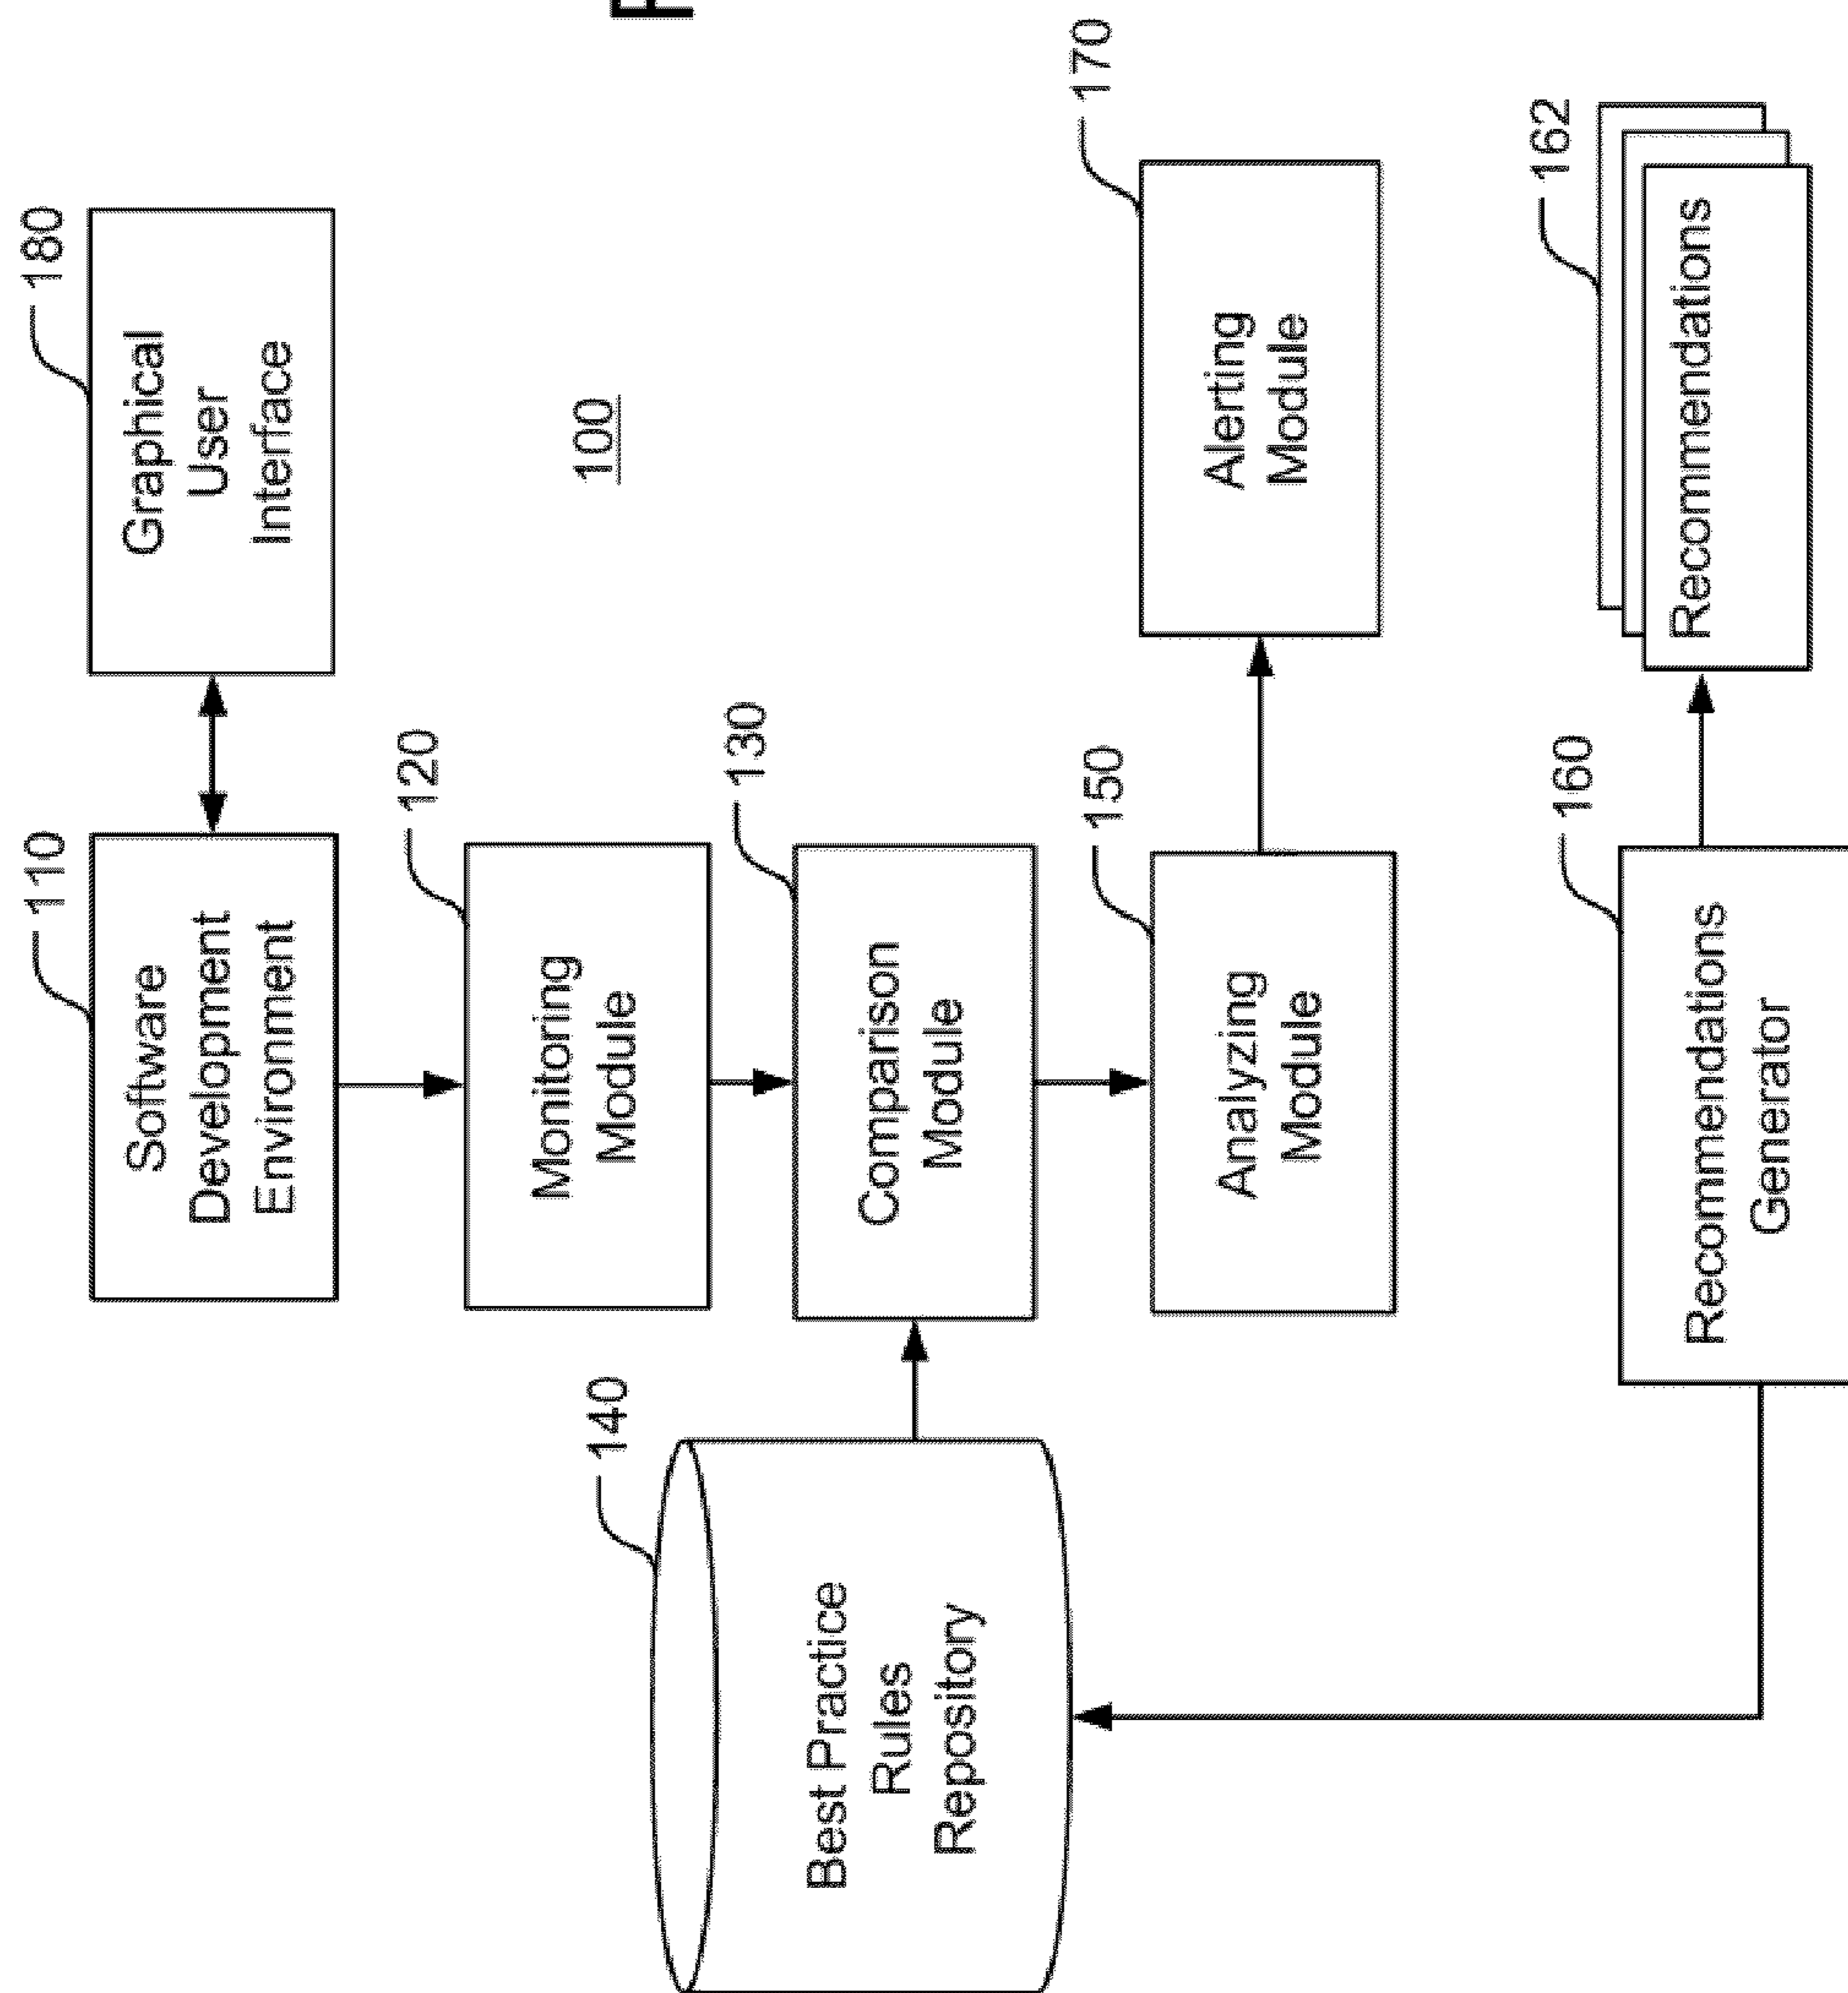 110
Software
Development
Environment
180
Graphical
User
Interface
120
Monitoring
Module
100
140
Best Practice
Rules
Repository
130
Comparison
Module
150
Analyzing
Module
170
Alerting
Module
160
Recommendations
Generator
162
Recommendations